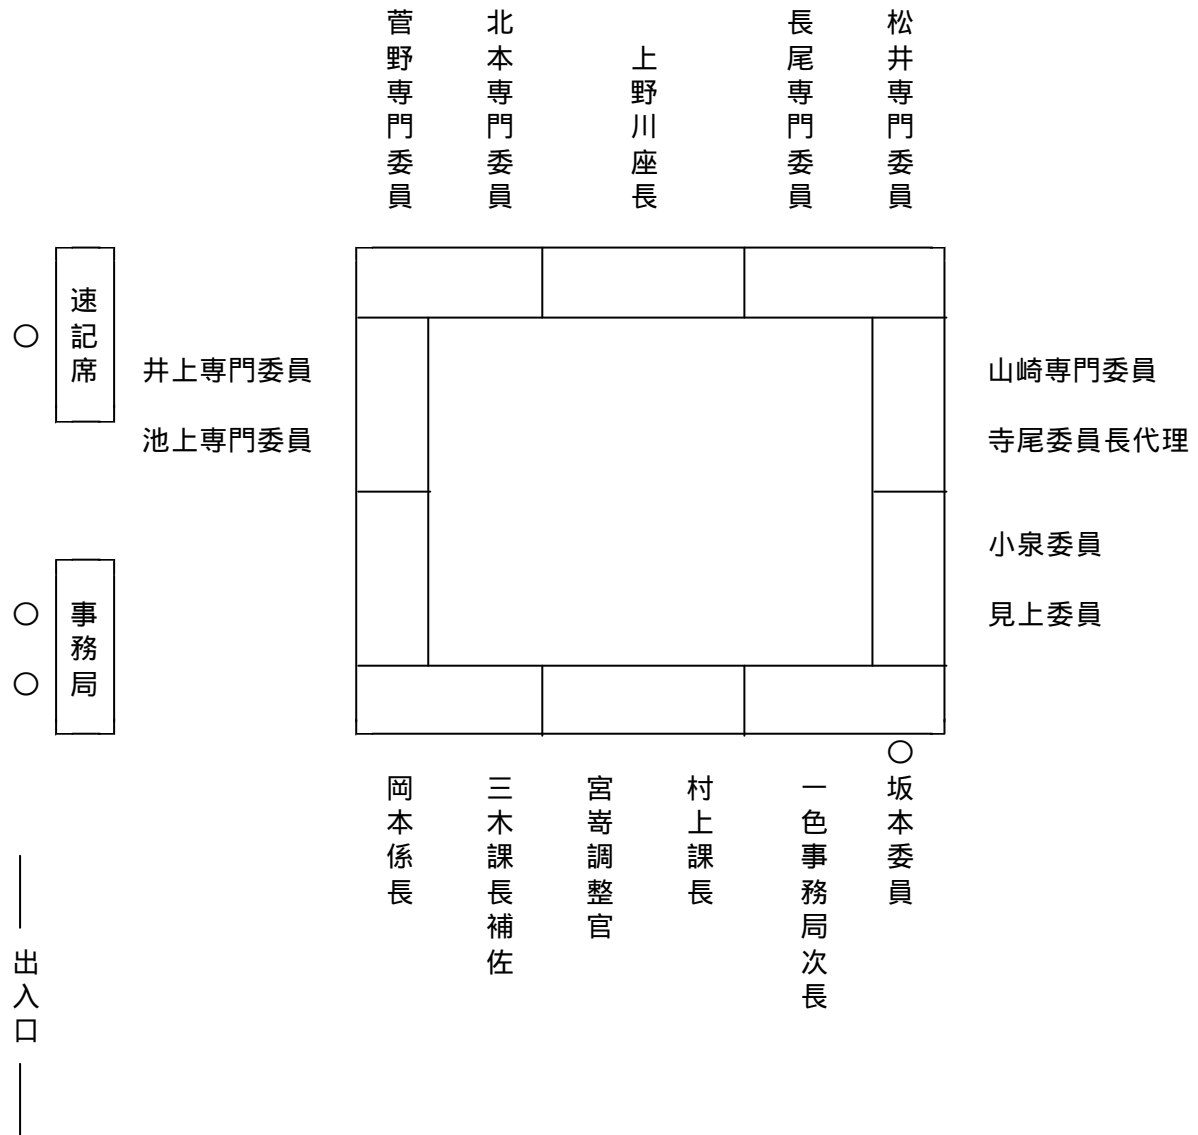 菅野専門委員
北本専門委員
上野川座長
長尾専門委員
松井専門委員
速記席
○
井上専門委員
池上専門委員
山崎専門委員
寺尾委員長代理
小泉委員
見上委員
事務局
○
○
○
岡本係長
三木課長補佐
宮嵜調整官
村上課長
一色事務局次長
坂本委員
出入口